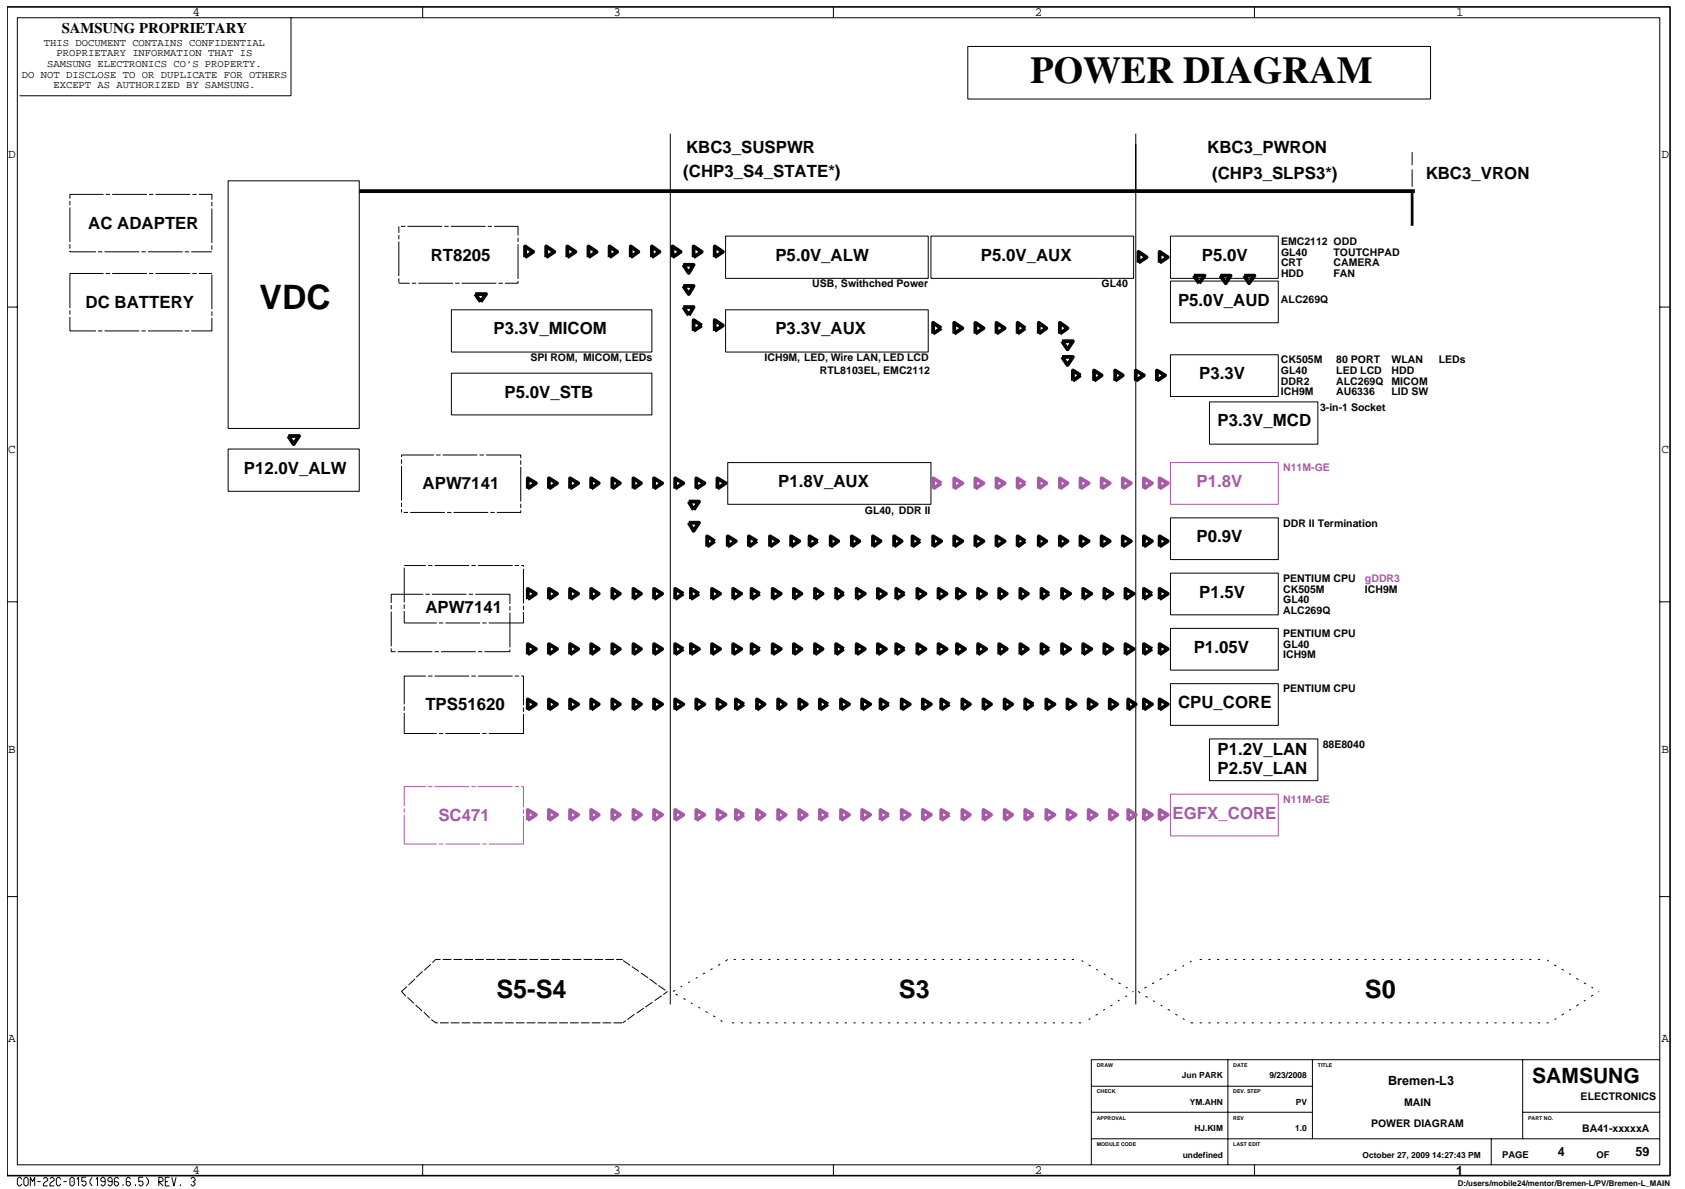 4 3 2 1
SAMSUNG PROPRIETARY
THIS DOCUMENT CONTAINS CONFIDENTIAL
PROPRIETARY INFORMATION THAT IS
SAMSUNG ELECTRONICS CO'S PROPERTY.
DO NOT DISCLOSE TO OR DUPLICATE FOR OTHERS
EXCEPT AS AUTHORIZED BY SAMSUNG.
POWER DIAGRAM
D D
KBC3_SUSPWR
(CHP3_S4_STATE*)
KBC3_PWRON
(CHP3_SLPS3*)
KBC3_VRON
AC ADAPTER
DC BATTERY
VDC
P12.0V_ALW
RT8205
P5.0V_ALW
USB, Swithched Power
P5.0V_AUX
GL40
P5.0V
EMC2112 ODD
GL40 TOUTCHPAD
CRT CAMERA
HDD FAN
P5.0V_AUD
ALC269Q
P3.3V_MICOM
SPI ROM, MICOM, LEDs
P3.3V_AUX
ICH9M, LED, Wire LAN, LED LCD
RTL8103EL, EMC2112
P5.0V_STB
P3.3V
CK505M 80 PORT WLAN LEDs
GL40 LED LCD HDD
DDR2 ALC269Q MICOM
ICH9M AU6336 LID SW
P3.3V_MCD
3-in-1 Socket
C C
APW7141
P1.8V_AUX
GL40, DDR II
P1.8V
N11M-GE
P0.9V
DDR II Termination
APW7141
P1.5V
PENTIUM CPU gDDR3
CK505M ICH9M
GL40
ALC269Q
P1.05V
PENTIUM CPU
GL40
ICH9M
TPS51620
CPU_CORE
PENTIUM CPU
B B
P1.2V_LAN
P2.5V_LAN
88E8040
SC471
EGFX_CORE
N11M-GE
S5-S4
S3
S0
A A
DRAW
Jun PARK
DATE
9/23/2008
TITLE
Bremen-L3
MAIN
POWER DIAGRAM
SAMSUNG
ELECTRONICS
CHECK
YM.AHN
DEV. STEP
PV
APPROVAL
HJ.KIM
REV
1.0
PART NO.
BA41-xxxxxA
MODULE CODE
undefined
LAST EDIT
October 27, 2009 14:27:43 PM
PAGE 4 OF 59
4 3 2 1
COM-22C-015(1996.6.5) REV. 3
D:/users/mobile24/mentor/Bremen-L/PV/Bremen-L_MAIN